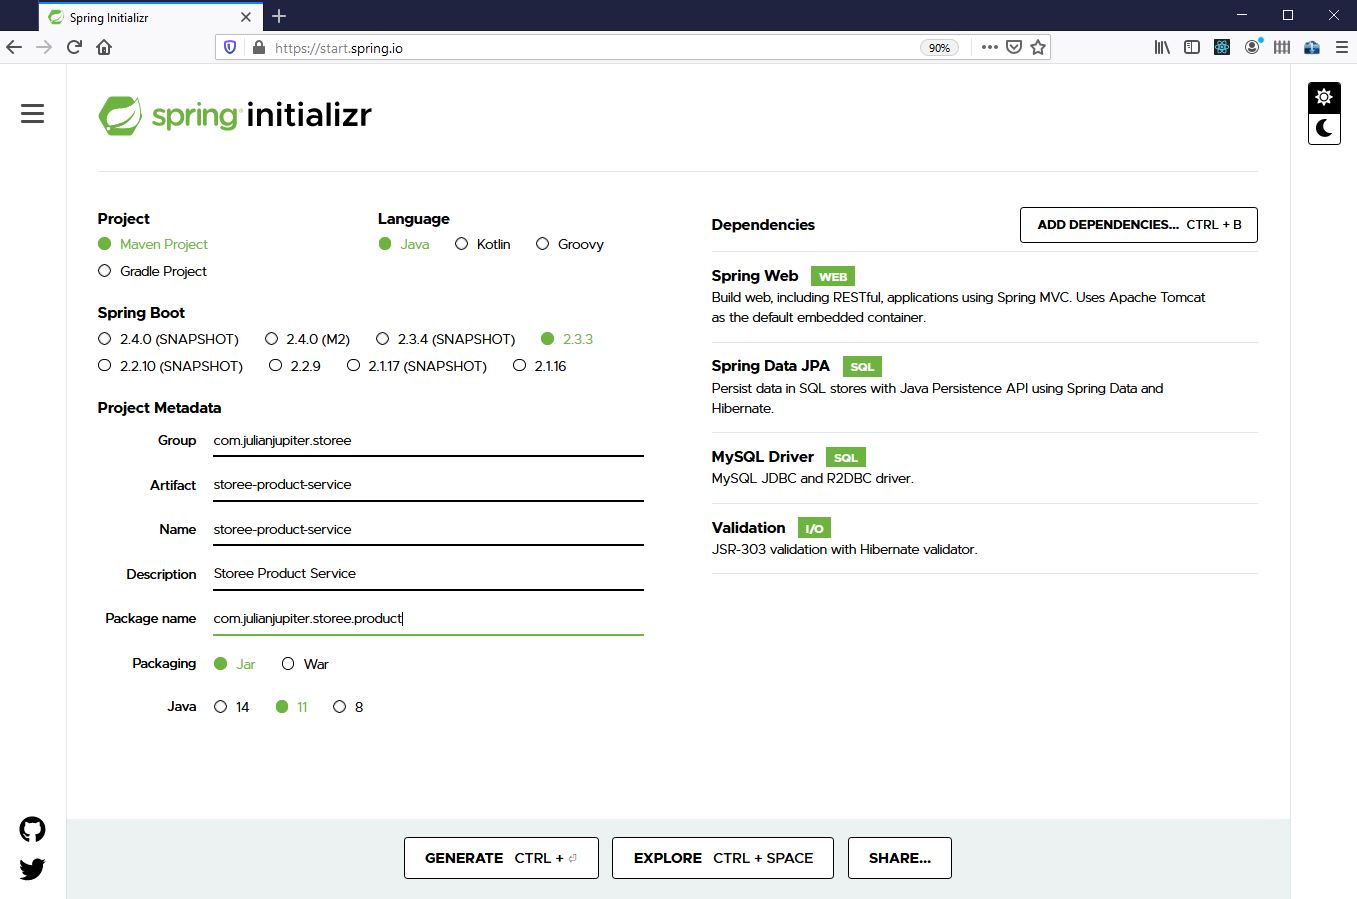 Spring Initializr
https://start.spring.io
90%
spring initializr
Project
Maven Project
Gradle Project
Language
Java
Kotlin
Groovy
Spring Boot
2.4.0 (SNAPSHOT)
2.4.0 (M2)
2.3.4 (SNAPSHOT)
2.3.3
2.2.10 (SNAPSHOT)
2.2.9
2.1.17 (SNAPSHOT)
2.1.16
Project Metadata
Group com.julianjupiter.storee
Artifact storee-product-service
Name storee-product-service
Description Storee Product Service
Package name com.julianjupiter.storee.product
Packaging Jar War
Java 14 11 8
Dependencies
ADD DEPENDENCIES... CTRL + B
Spring Web WEB
Build web, including RESTful, applications using Spring MVC. Uses Apache Tomcat
as the default embedded container.
Spring Data JPA SQL
Persist data in SQL stores with Java Persistence API using Spring Data and
Hibernate.
MySQL Driver SQL
MySQL JDBC and R2DBC driver.
Validation I/O
JSR-303 validation with Hibernate validator.
GENERATE CTRL + ⏎
EXPLORE CTRL + SPACE
SHARE...